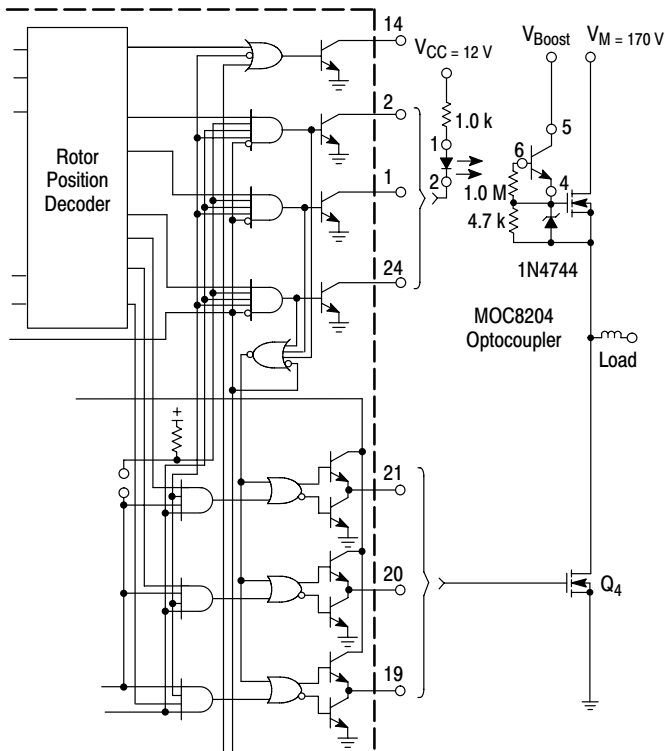 14
V_CC = 12 V
V_Boost
V_M = 170 V
2
1.0 k
1
2
5
6
4
1.0 M
4.7 k
1N4744
Rotor
Position
Decoder
1
24
MOC8204
Optocoupler
Load
+
21
20
19
Q_4